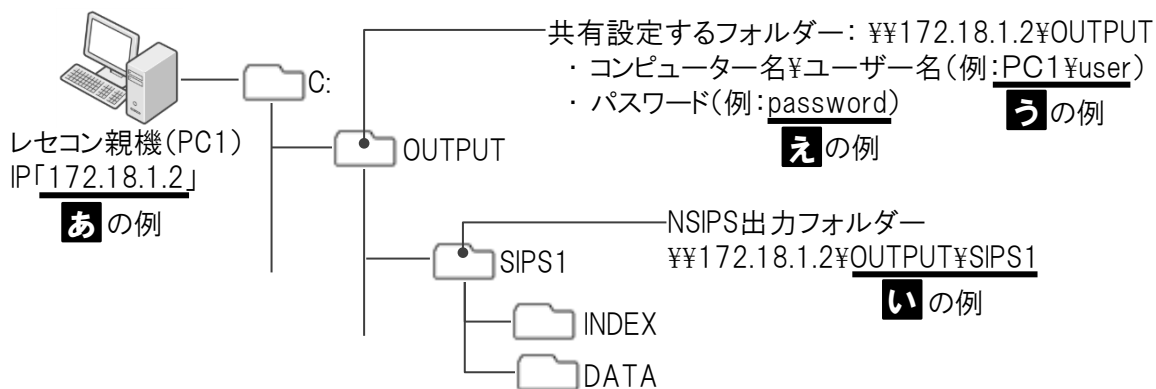 共有設定するフォルダー： ¥¥172.18.1.2¥OUTPUT
・ コンピューター名¥ユーザー名（例：PC1¥user）
・ パスワード（例：password）
うの例
えの例
C:
レセコン親機（PC1）
IP「172.18.1.2」
あの例
OUTPUT
NSIPS出力フォルダー
¥¥172.18.1.2¥OUTPUT¥SIPS1
いの例
SIPS1
INDEX
DATA